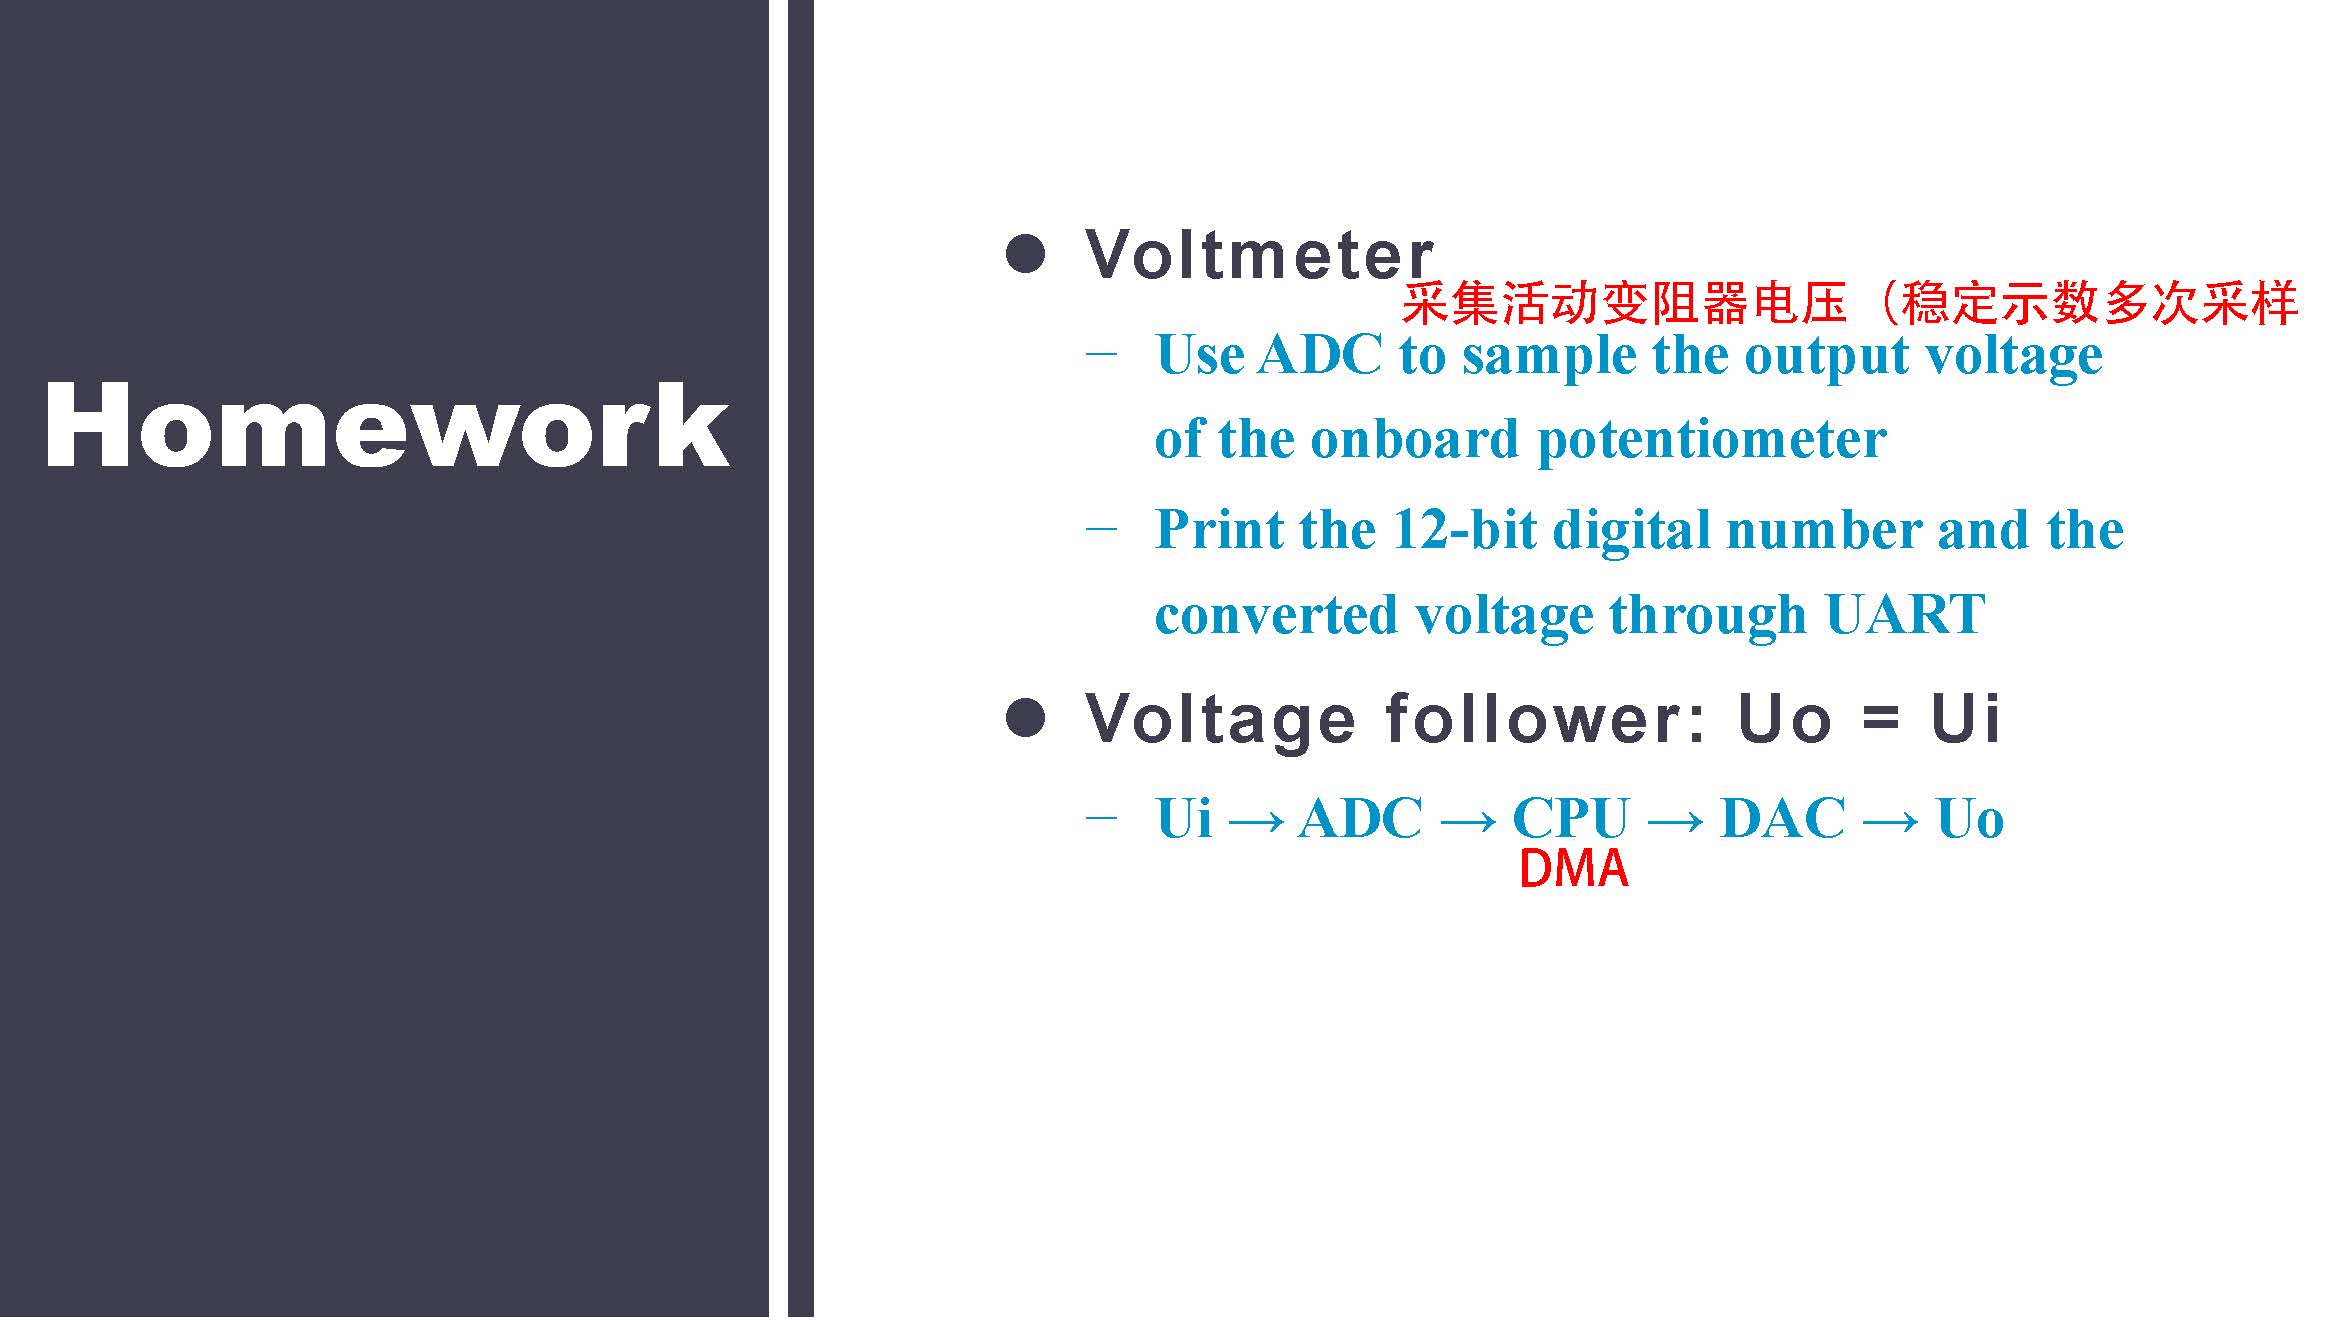 Homework
● Voltmeter
采集活动变阻器电压（稳定示数多次采样
– Use ADC to sample the output voltage
of the onboard potentiometer
– Print the 12-bit digital number and the
converted voltage through UART
● Voltage follower: Uo = Ui
– Ui → ADC → CPU → DAC → Uo
DMA